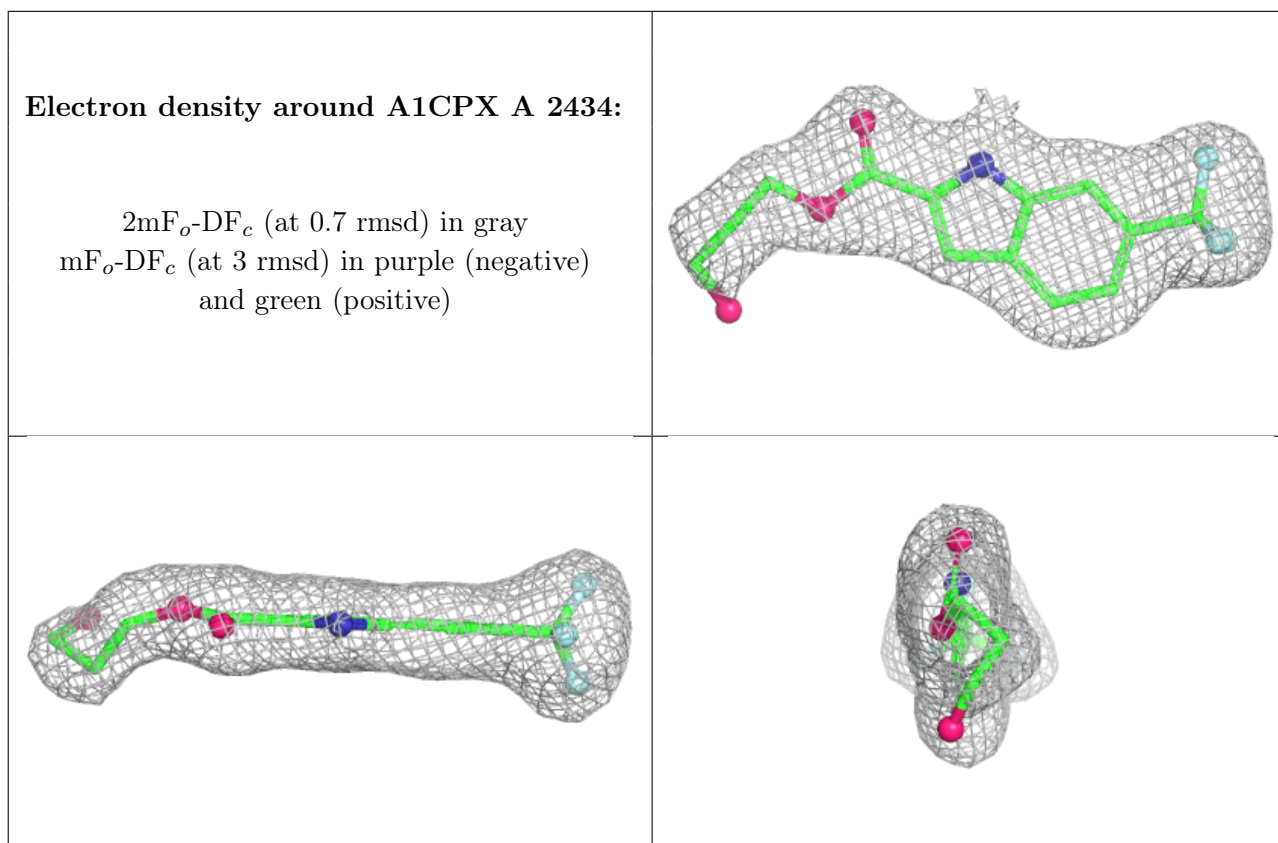 Electron density around A1CPX A 2434:
2mFo-DFc (at 0.7 rmsd) in gray
mFo-DFc (at 3 rmsd) in purple (negative)
and green (positive)